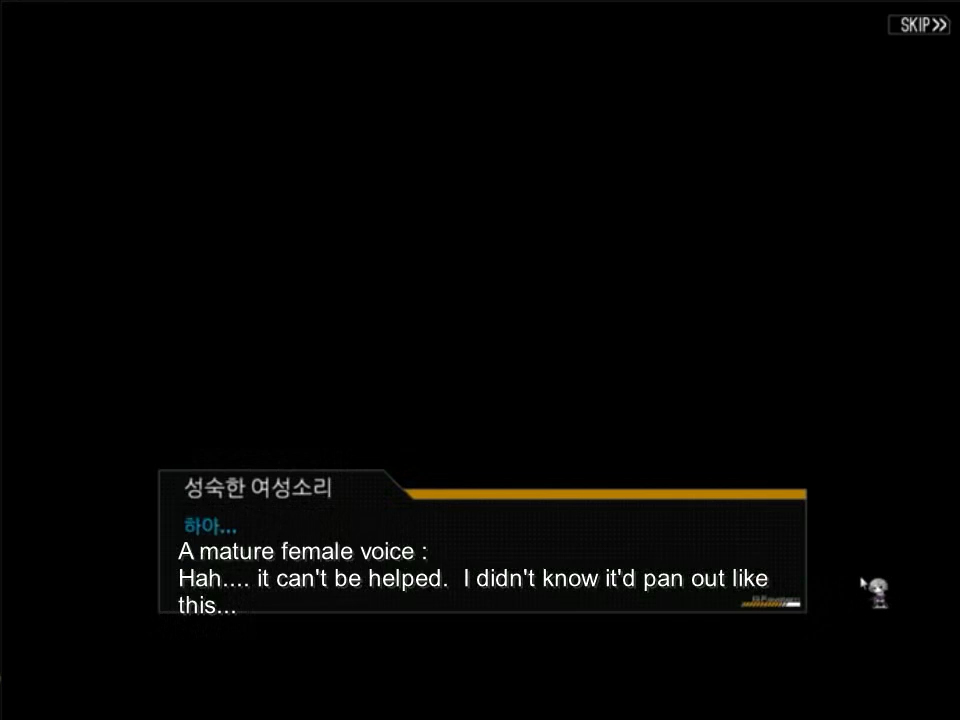 SKIP
성숙한 여성소리
하아...
A mature female voice :
Hah.... it can't be helped.  I didn't know it'd pan out like
this...